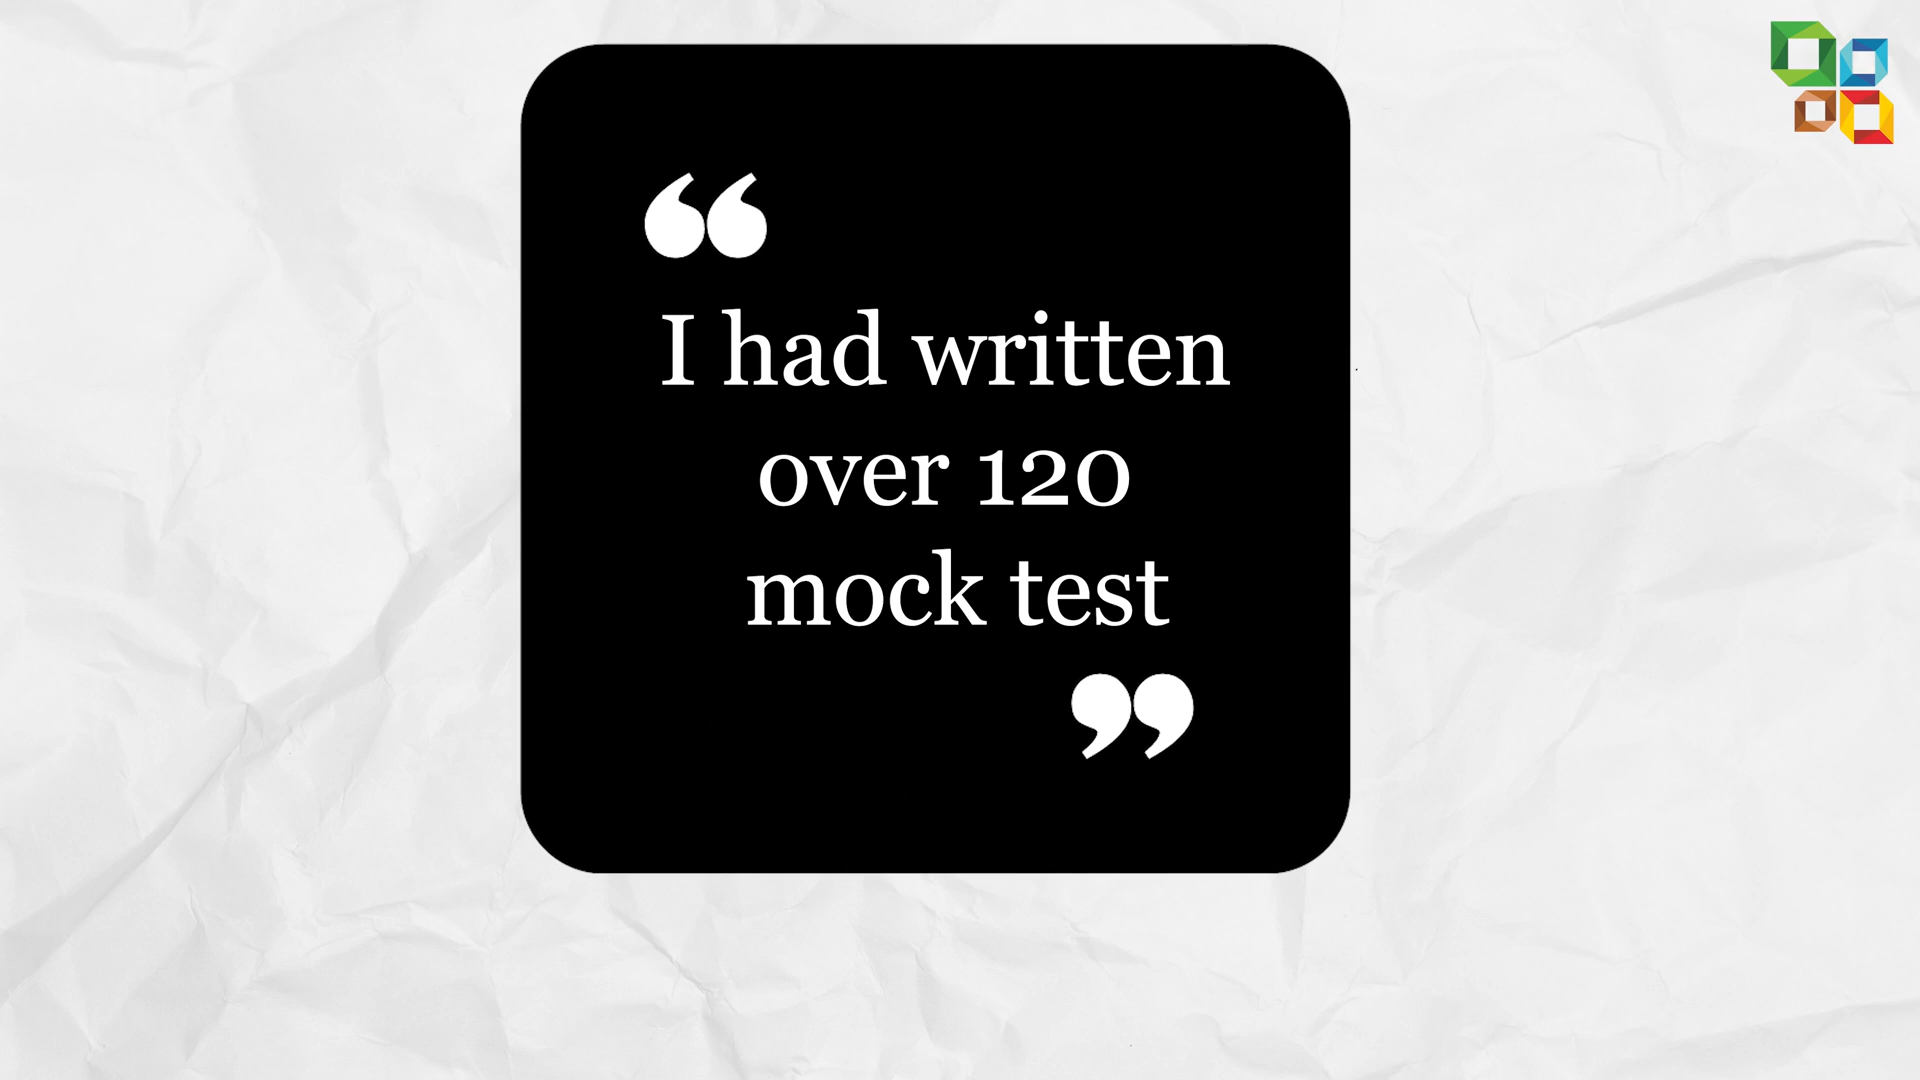 “
I had written
over 120
mock test
”